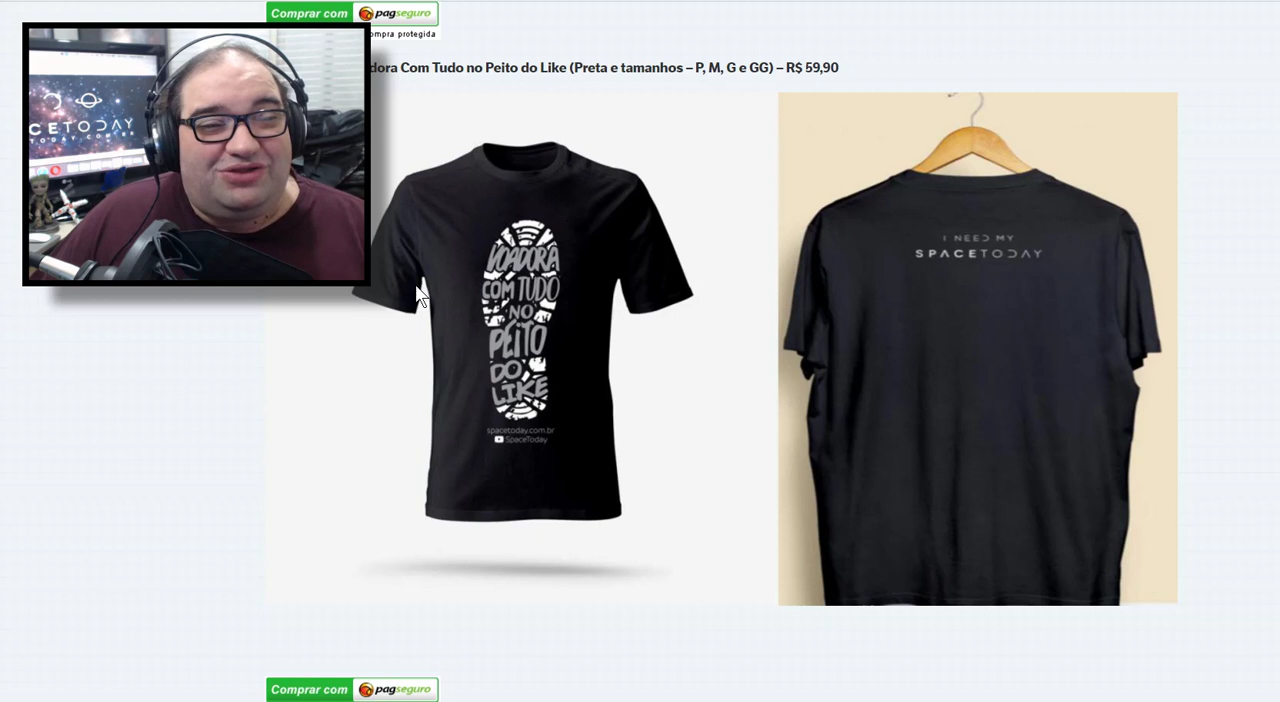 Comprar com pagseguro
ompra protegida
dora Com Tudo no Peito do Like (Preta e tamanhos – P, M, G e GG) – R$ 59,90
CETODAY
VOADORA
COM TUDO
NO
PEITO
DO
LIKE
spacetoday.com.br
SpaceToday
I NEED MY
SPACETODAY
Comprar com pagseguro